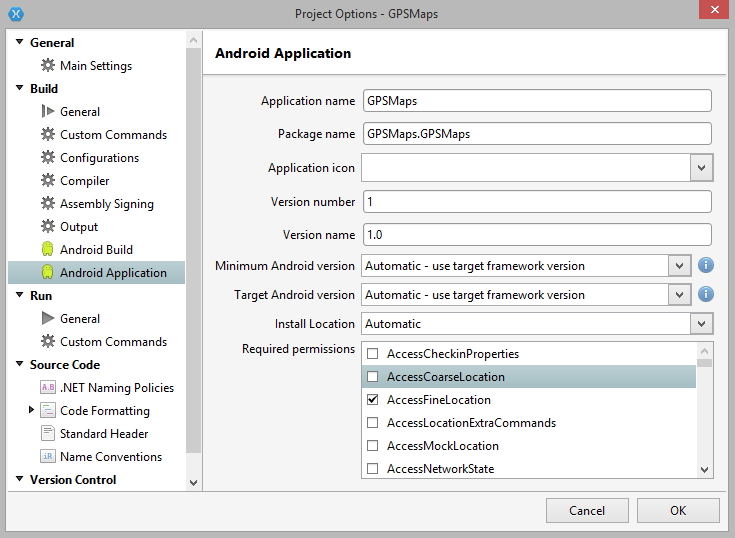 Project Options - GPSMaps
General
Main Settings
Build
General
Custom Commands
Configurations
Compiler
Assembly Signing
Output
Android Build
Android Application
Run
General
Custom Commands
Source Code
A.B .NET Naming Policies
Code Formatting
Standard Header
iR Name Conventions
Version Control
Android Application
Application name GPSMaps
Package name GPSMaps.GPSMaps
Application icon
Version number 1
Version name 1.0
Minimum Android version Automatic - use target framework version
Target Android version Automatic - use target framework version
Install Location Automatic
Required permissions
AccessCheckinProperties
AccessCoarseLocation
AccessFineLocation
AccessLocationExtraCommands
AccessMockLocation
AccessNetworkState
Cancel OK